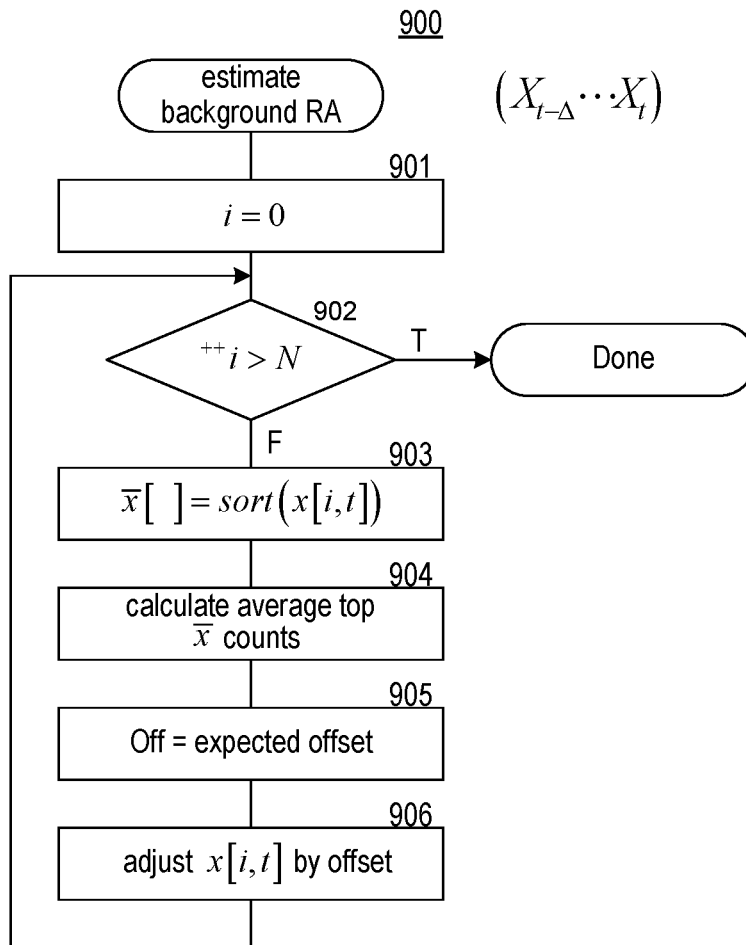 900
estimate
background RA
(X_{t−Δ}⋯X_t)
901
i = 0
902
++i > N
T
Done
F
903
x̅[ ] = sort(x[i,t])
904
calculate average top
x̅ counts
905
Off = expected offset
906
adjust x[i,t] by offset